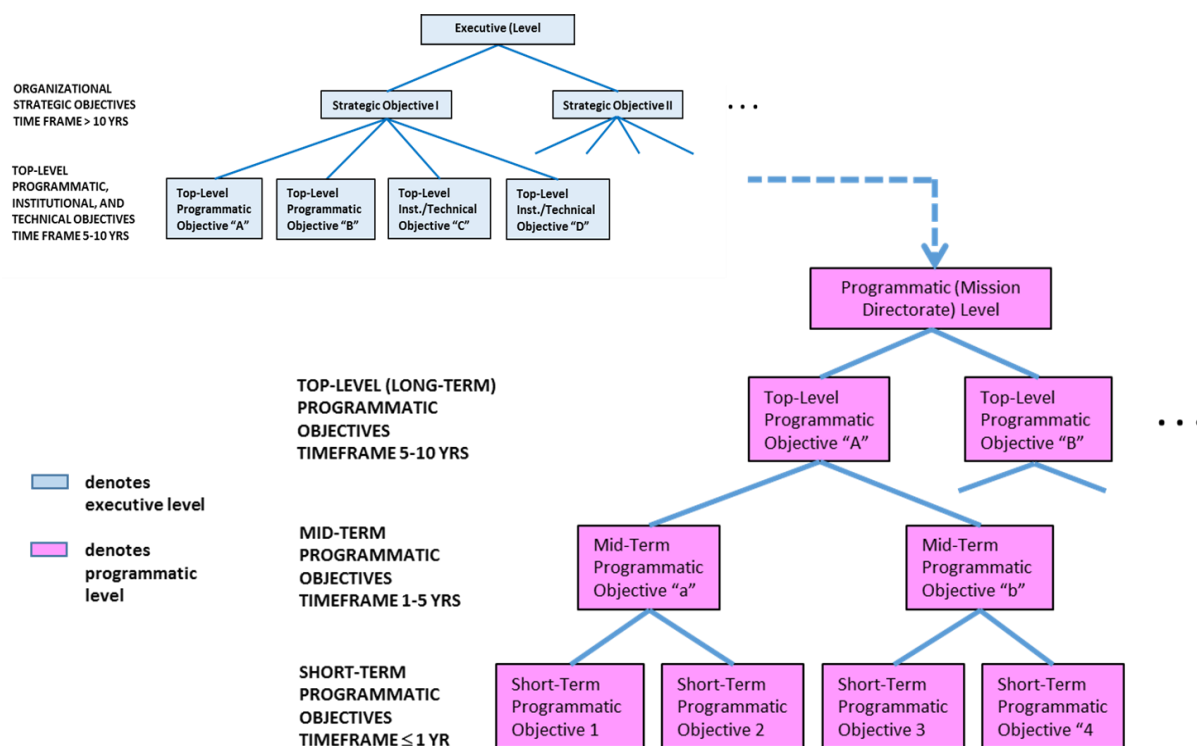 Executive (Level
ORGANIZATIONAL
STRATEGIC OBJECTIVES
TIME FRAME > 10 YRS
Strategic Objective I
Strategic Objective II
. . .
TOP-LEVEL
PROGRAMMATIC,
INSTITUTIONAL, AND
TECHNICAL OBJECTIVES
TIME FRAME 5-10 YRS
Top-Level
Programmatic
Objective “A”
Top-Level
Programmatic
Objective “B”
Top-Level
Inst./Technical
Objective “C”
Top-Level
Inst./Technical
Objective “D”
Programmatic (Mission
Directorate) Level
TOP-LEVEL (LONG-TERM)
PROGRAMMATIC
OBJECTIVES
TIMEFRAME 5-10 YRS
Top-Level
Programmatic
Objective “A”
Top-Level
Programmatic
Objective “B”
. . .
denotes
executive level
denotes
programmatic
level
MID-TERM
PROGRAMMATIC
OBJECTIVES
TIMEFRAME 1-5 YRS
Mid-Term
Programmatic
Objective “a”
Mid-Term
Programmatic
Objective “b”
SHORT-TERM
PROGRAMMATIC
OBJECTIVES
TIMEFRAME ≤ 1 YR
Short-Term
Programmatic
Objective 1
Short-Term
Programmatic
Objective 2
Short-Term
Programmatic
Objective 3
Short-Term
Programmatic
Objective “4